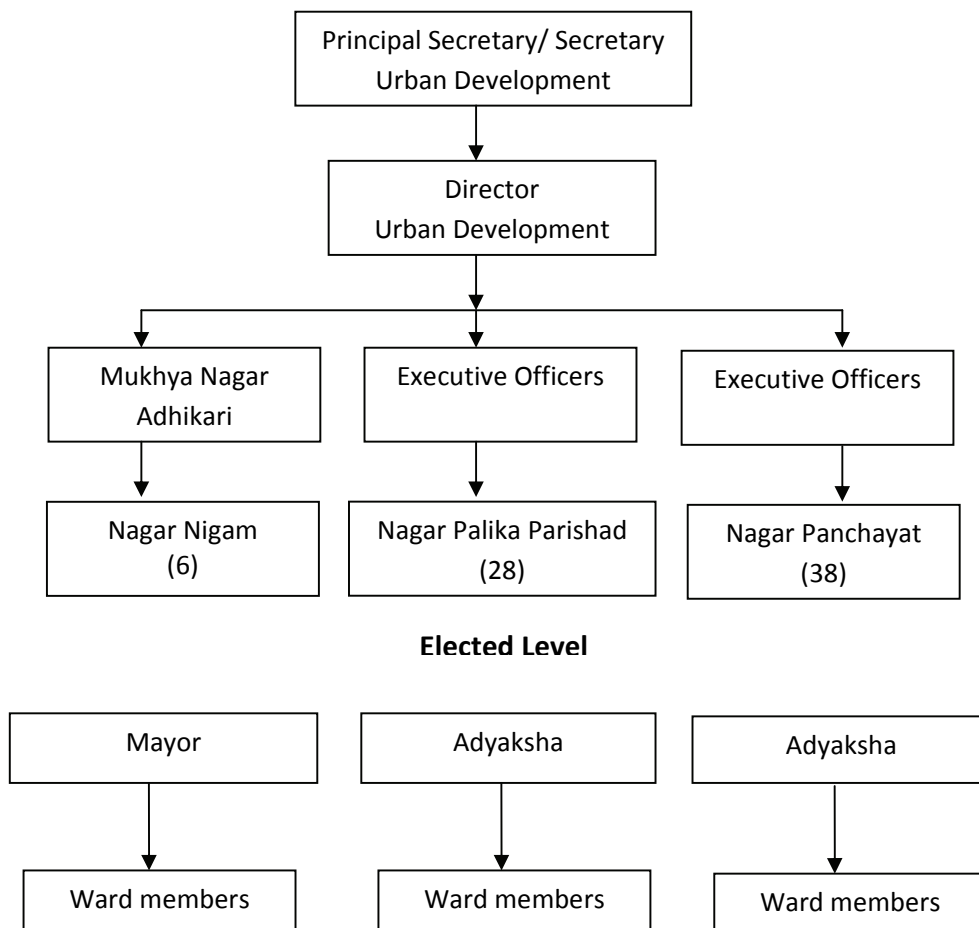 Principal Secretary/ Secretary
Urban Development
Director
Urban Development
Mukhya Nagar
Adhikari
Executive Officers
Executive Officers
Nagar Nigam
(6)
Nagar Palika Parishad
(28)
Nagar Panchayat
(38)
Elected Level
Mayor
Adyaksha
Adyaksha
Ward members
Ward members
Ward members